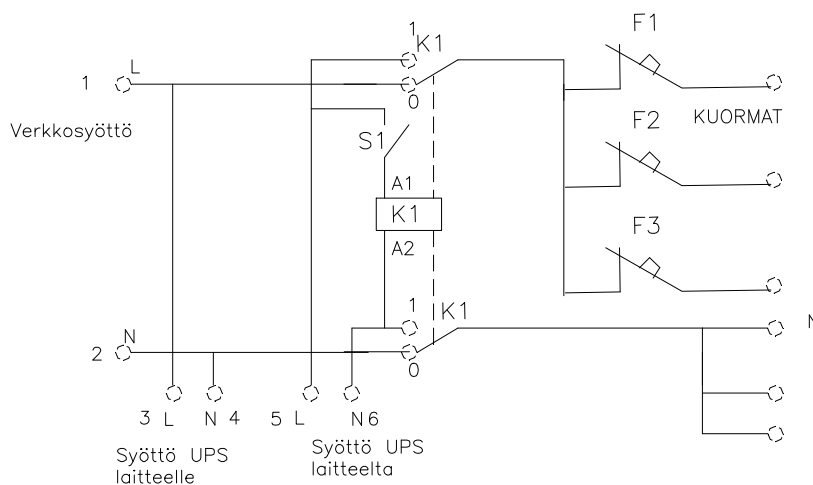 F1
1
K1
L
1
0
Verkkosyöttö
KUORMAT
F2
S1
A1
K1
A2
F3
1
K1
N
N
2
0
3 L N 4 5 L N6
Syöttö UPS
laitteelle
Syöttö UPS
laitteelta